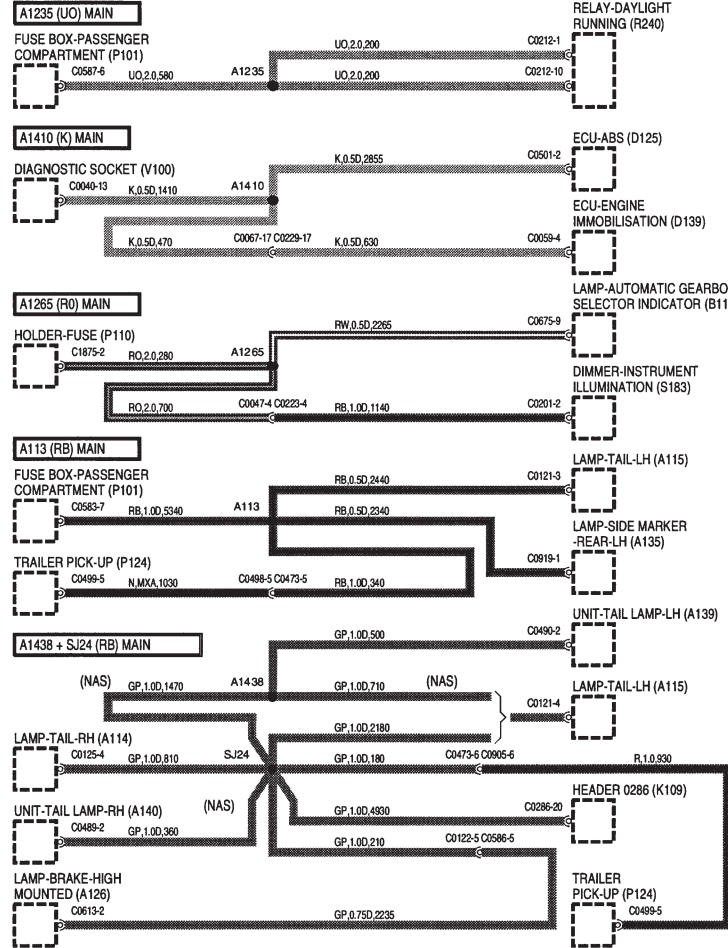 A1235 (UO) MAIN
RELAY-DAYLIGHT
RUNNING (R240)
FUSE BOX-PASSENGER
COMPARTMENT (P101)
C0587-6
UO,2.0,580
A1235
UO,2.0,200
C0212-1
UO,2.0,200
C0212-10
A1410 (K) MAIN
ECU-ABS (D125)
DIAGNOSTIC SOCKET (V100)
C0040-13
K,0.5D,1410
A1410
K,0.5D,2855
C0501-2
ECU-ENGINE
IMMOBILISATION (D139)
K,0.5D,470
C0067-17 C0229-17
K,0.5D,630
C0059-4
A1265 (R0) MAIN
LAMP-AUTOMATIC GEARBO
SELECTOR INDICATOR (B11
HOLDER-FUSE (P110)
C1875-2
RO,2.0,280
A1265
RW,0.5D,2265
C0675-9
DIMMER-INSTRUMENT
ILLUMINATION (S183)
RO,2.0,700
C0047-4 C0223-4
RB,1.0D,1140
C0201-2
A113 (RB) MAIN
LAMP-TAIL-LH (A115)
FUSE BOX-PASSENGER
COMPARTMENT (P101)
C0583-7
RB,1.0D,5340
A113
RB,0.5D,2440
C0121-3
RB,0.5D,2340
LAMP-SIDE MARKER
-REAR-LH (A135)
C0919-1
TRAILER PICK-UP (P124)
C0499-5
N,MXA,1030
C0498-5 C0473-5
RB,1.0D,340
A1438 + SJ24 (RB) MAIN
UNIT-TAIL LAMP-LH (A139)
GP,1.0D,500
C0490-2
(NAS)
GP,1.0D,1470
A1438
GP,1.0D,710
(NAS)
LAMP-TAIL-LH (A115)
C0121-4
GP,1.0D,2180
LAMP-TAIL-RH (A114)
C0125-4
GP,1.0D,810
SJ24
GP,1.0D,180
C0473-6 C0905-6
R,1.0,930
HEADER 0286 (K109)
UNIT-TAIL LAMP-RH (A140)
(NAS)
GP,1.0D,4930
C0286-20
C0489-2
GP,1.0D,360
GP,1.0D,210
C0122-5 C0586-5
LAMP-BRAKE-HIGH
MOUNTED (A126)
C0613-2
GP,0.75D,2235
TRAILER
PICK-UP (P124)
C0499-5